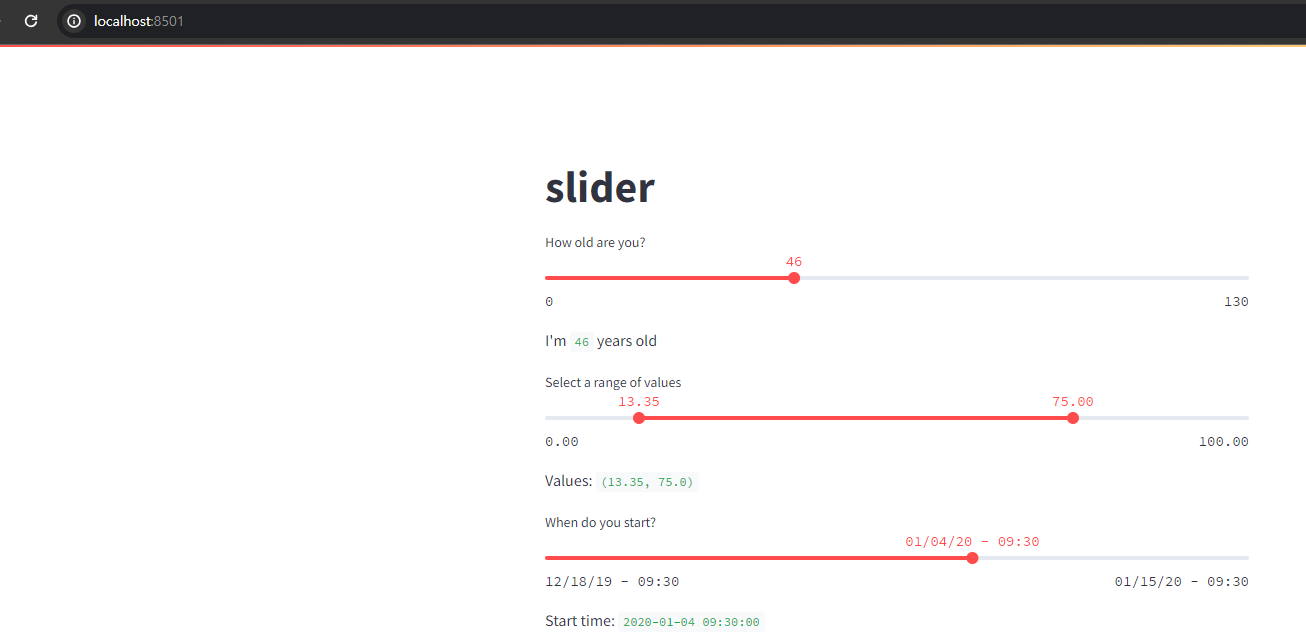 localhost:8501
slider
How old are you?
46
0 130
I'm 46 years old
Select a range of values
13.35 75.00
0.00 100.00
Values: (13.35, 75.0)
When do you start?
01/04/20 - 09:30
12/18/19 - 09:30 01/15/20 - 09:30
Start time: 2020-01-04 09:30:00